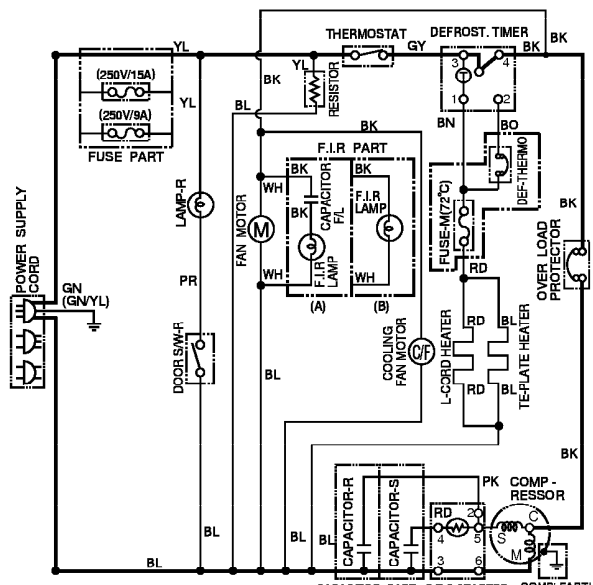 THERMOSTAT
DEFROST. TIMER
YL
GY
BK
BK
3
4
(250V/15A)
YL
BK
YL
RESISTOR
BL
1
2
(250V/9A)
BN
BO
BK
FUSE PART
F.I.R PART
DEF-THERMO
BK
BK
WH
CAPACITOR
F/L
F.I.R
LAMP
BK
FUSE-M(72°C)
LAMP-R
FAN MOTOR
M
BK
POWER SUPPLY
CORD
F.I.R
LAMP
WH
WH
RD
OVER LOAD
PROTECTOR
PR
GN
(GN/YL)
(A)
(B)
RD
BL
DOOR S/W-R
COOLING
FAN MOTOR
C/F
L-CORD HEATER
TE-PLATE HEATER
BL
RD
BL
BK
CAPACITOR-R
CAPACITOR-S
PK
COMP-
RESSOR
RD
2
4
5
S
C
M
BL
BL
BL
BL
3
6